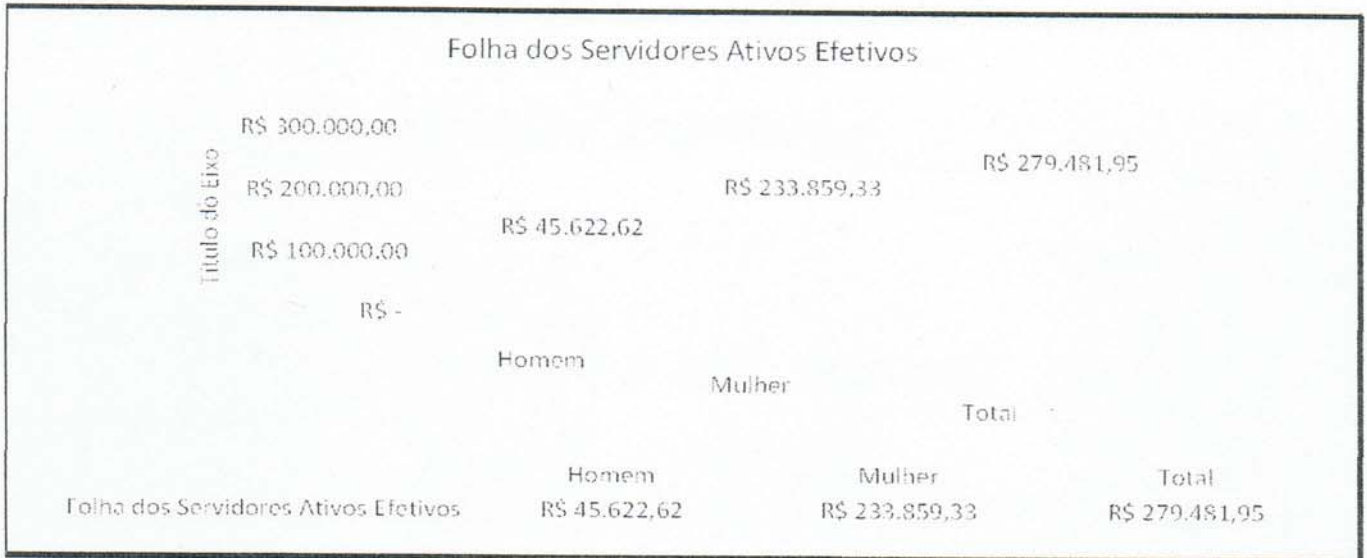 Folha dos Servidores Ativos Efetivos
R$ 300.000,00
R$ 279.481,95
R$ 200.000,00
R$ 233.859,33
Título do Eixo
R$ 45.622,62
R$ 100.000,00
R$ -
Homem
Mulher
Total
Homem Mulher Total
Folha dos Servidores Ativos Efetivos R$ 45.622,62 R$ 233.859,33 R$ 279.481,95